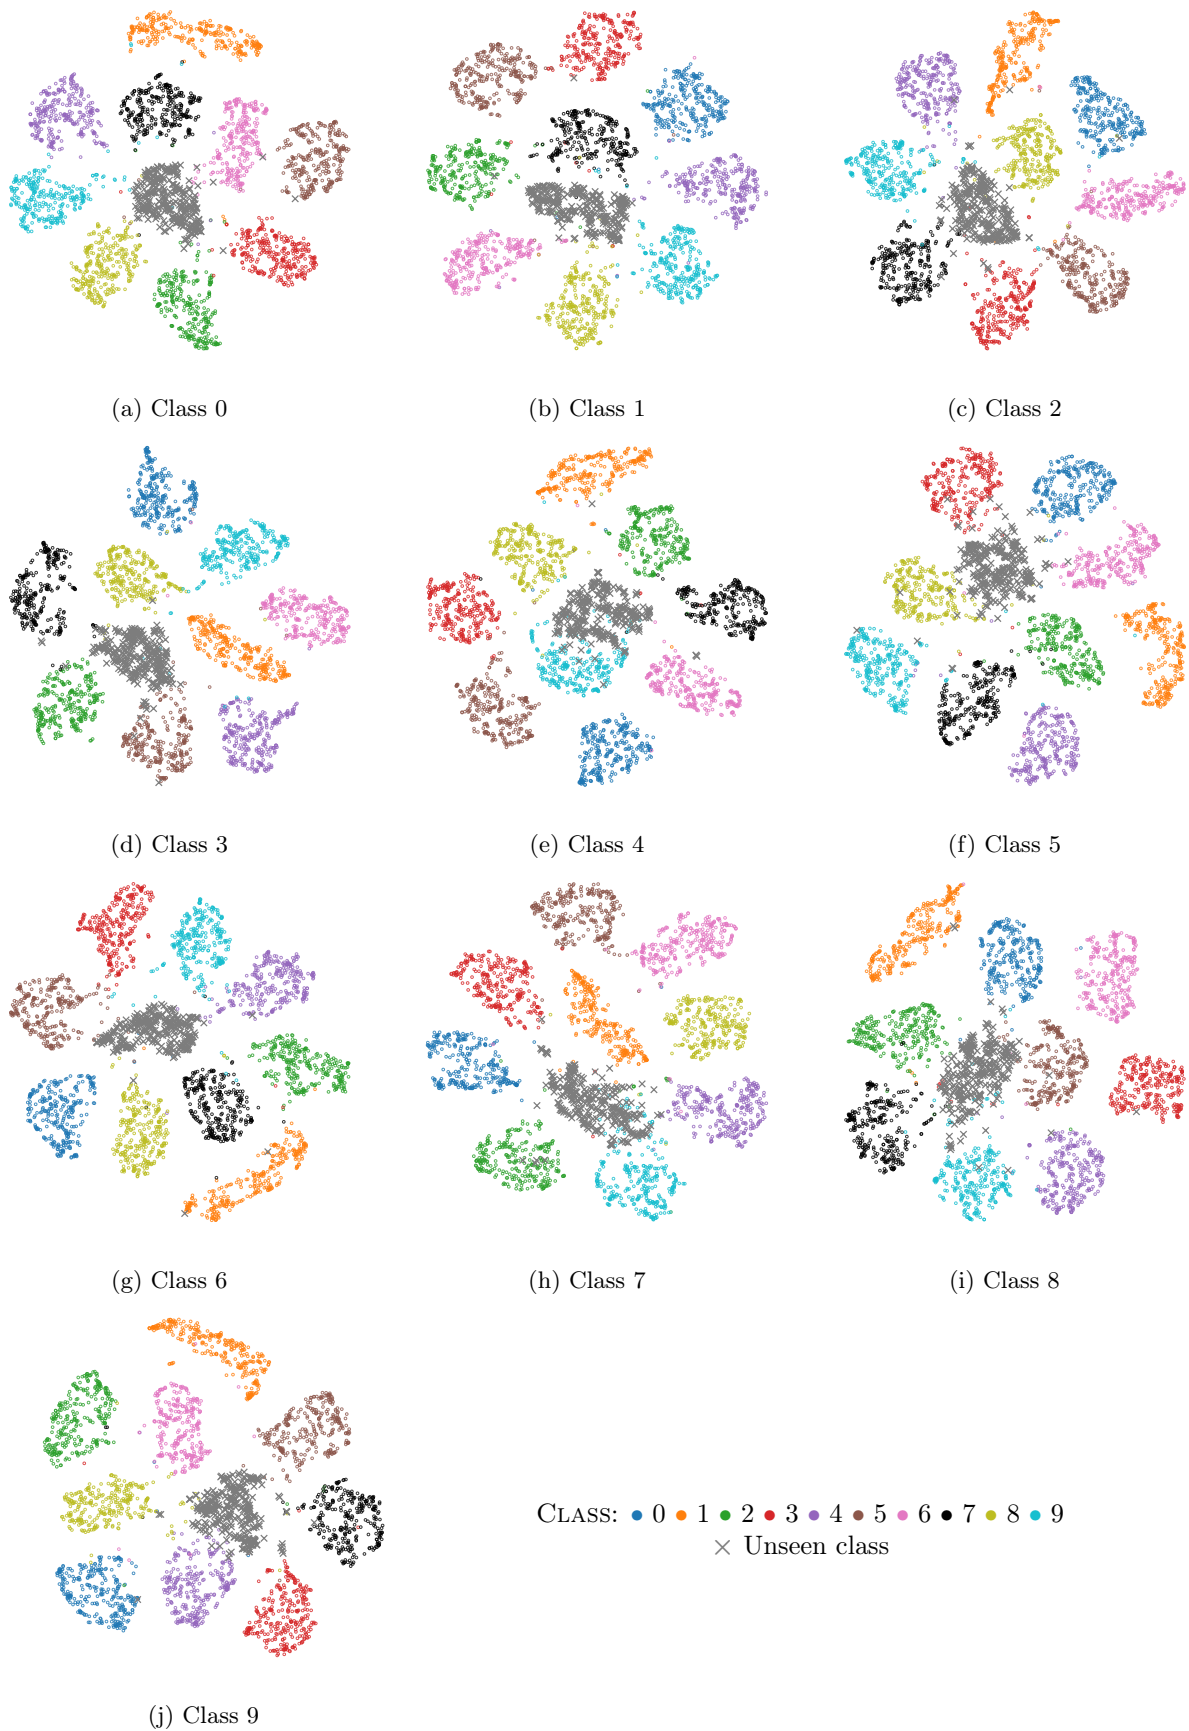 (a) Class 0
(b) Class 1
(c) Class 2
(d) Class 3
(e) Class 4
(f) Class 5
(g) Class 6
(h) Class 7
(i) Class 8
CLASS: 0 1 2 3 4 5 6 7 8 9
Unseen class
(j) Class 9